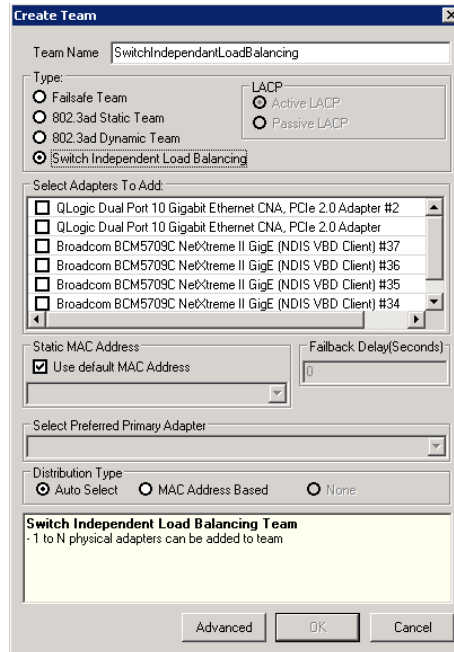 Create Team
Team Name SwitchIndependantLoadBalancing
Type:
Failsafe Team
802.3ad Static Team
802.3ad Dynamic Team
Switch Independent Load Balancing
LACP
Active LACP
Passive LACP
Select Adapters To Add:
QLogic Dual Port 10 Gigabit Ethernet CNA, PCIe 2.0 Adapter #2
QLogic Dual Port 10 Gigabit Ethernet CNA, PCIe 2.0 Adapter
Broadcom BCM5709C NetXtreme II GigE (NDIS VBD Client) #37
Broadcom BCM5709C NetXtreme II GigE (NDIS VBD Client) #36
Broadcom BCM5709C NetXtreme II GigE (NDIS VBD Client) #35
Broadcom BCM5709C NetXtreme II GigE (NDIS VBD Client) #34
Static MAC Address
Use default MAC Address
Failback Delay(Seconds)
0
Select Preferred Primary Adapter
Distribution Type
Auto Select MAC Address Based None
Switch Independent Load Balancing Team
- 1 to N physical adapters can be added to team
Advanced OK Cancel